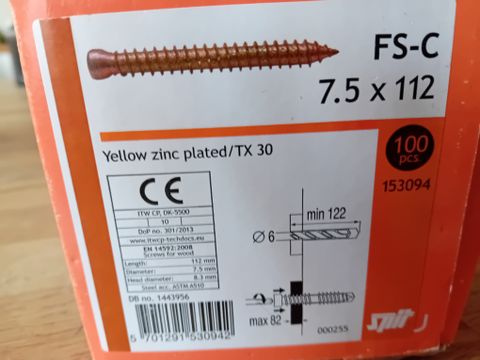 FS-C
7.5 x 112
100
pcs.
153094
Yellow zinc plated/TX 30
CE
ITW CP, DK-5500
10
DoP no. 301/2013
www.itwcp-techdocs.eu
EN 14592:2008
Screws for wood
Length: 112 mm
Diameter: 7.5 mm
Head diameter: 8.3 mm
Steel acc. ASTM A510
DB no. 1443956
5 701291 530942
min 122
Ø 6
max 82
000255
spit